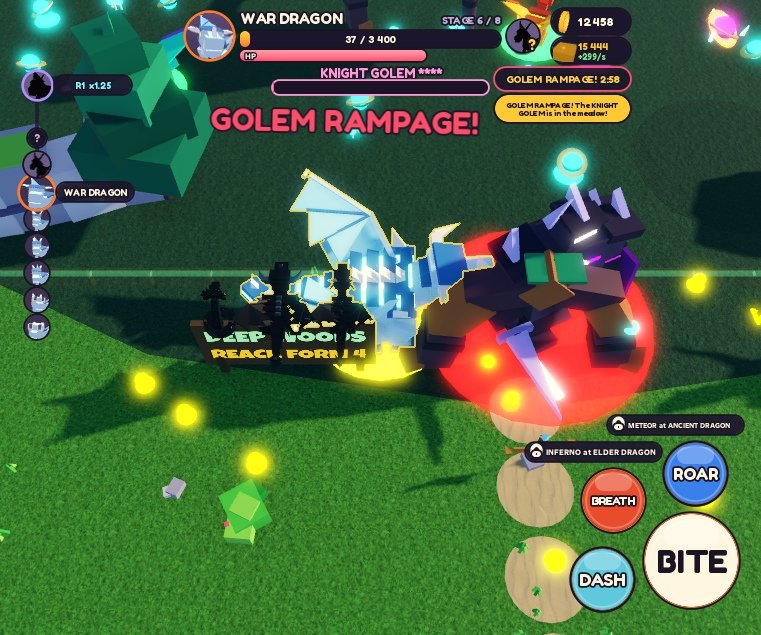 WAR DRAGON
STAGE 6 / 8
37 / 3 400
HP
KNIGHT GOLEM ****
?
12 458
15 444
+299/s
GOLEM RAMPAGE! 2:58
GOLEM RAMPAGE! The KNIGHT
GOLEM is in the meadow!
GOLEM RAMPAGE!
R1 x1.25
?
WAR DRAGON
DEEP WOODS
REACH FORM 4
METEOR at ANCIENT DRAGON
INFERNO at ELDER DRAGON
ROAR
BREATH
BITE
DASH